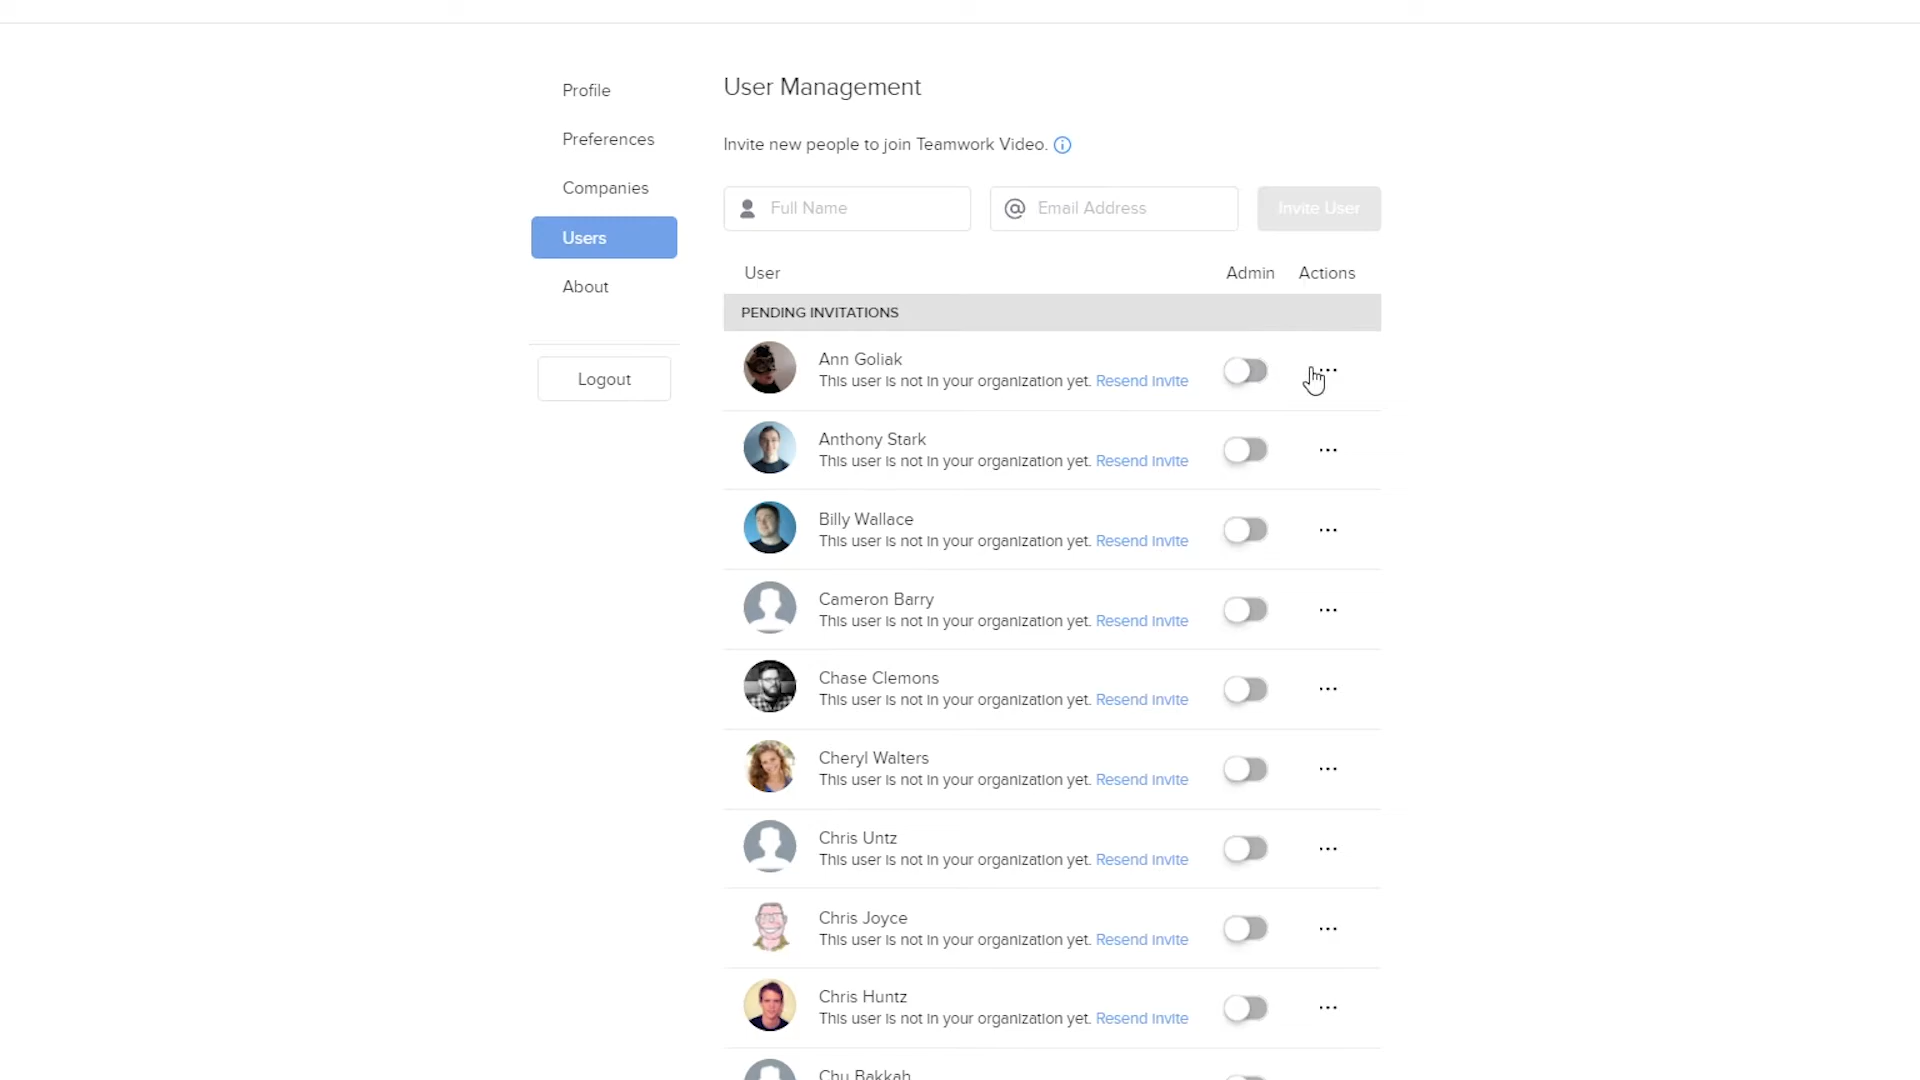 Profile
Preferences
Companies
Users
About
Logout
User Management
Invite new people to join Teamwork Video.
Full Name
@ Email Address
Invite User
User Admin Actions
PENDING INVITATIONS
Ann Goliak
This user is not in your organization yet. Resend invite
Anthony Stark
This user is not in your organization yet. Resend invite
Billy Wallace
This user is not in your organization yet. Resend invite
Cameron Barry
This user is not in your organization yet. Resend invite
Chase Clemons
This user is not in your organization yet. Resend invite
Cheryl Walters
This user is not in your organization yet. Resend invite
Chris Untz
This user is not in your organization yet. Resend invite
Chris Joyce
This user is not in your organization yet. Resend invite
Chris Huntz
This user is not in your organization yet. Resend invite
Chu Bakkah